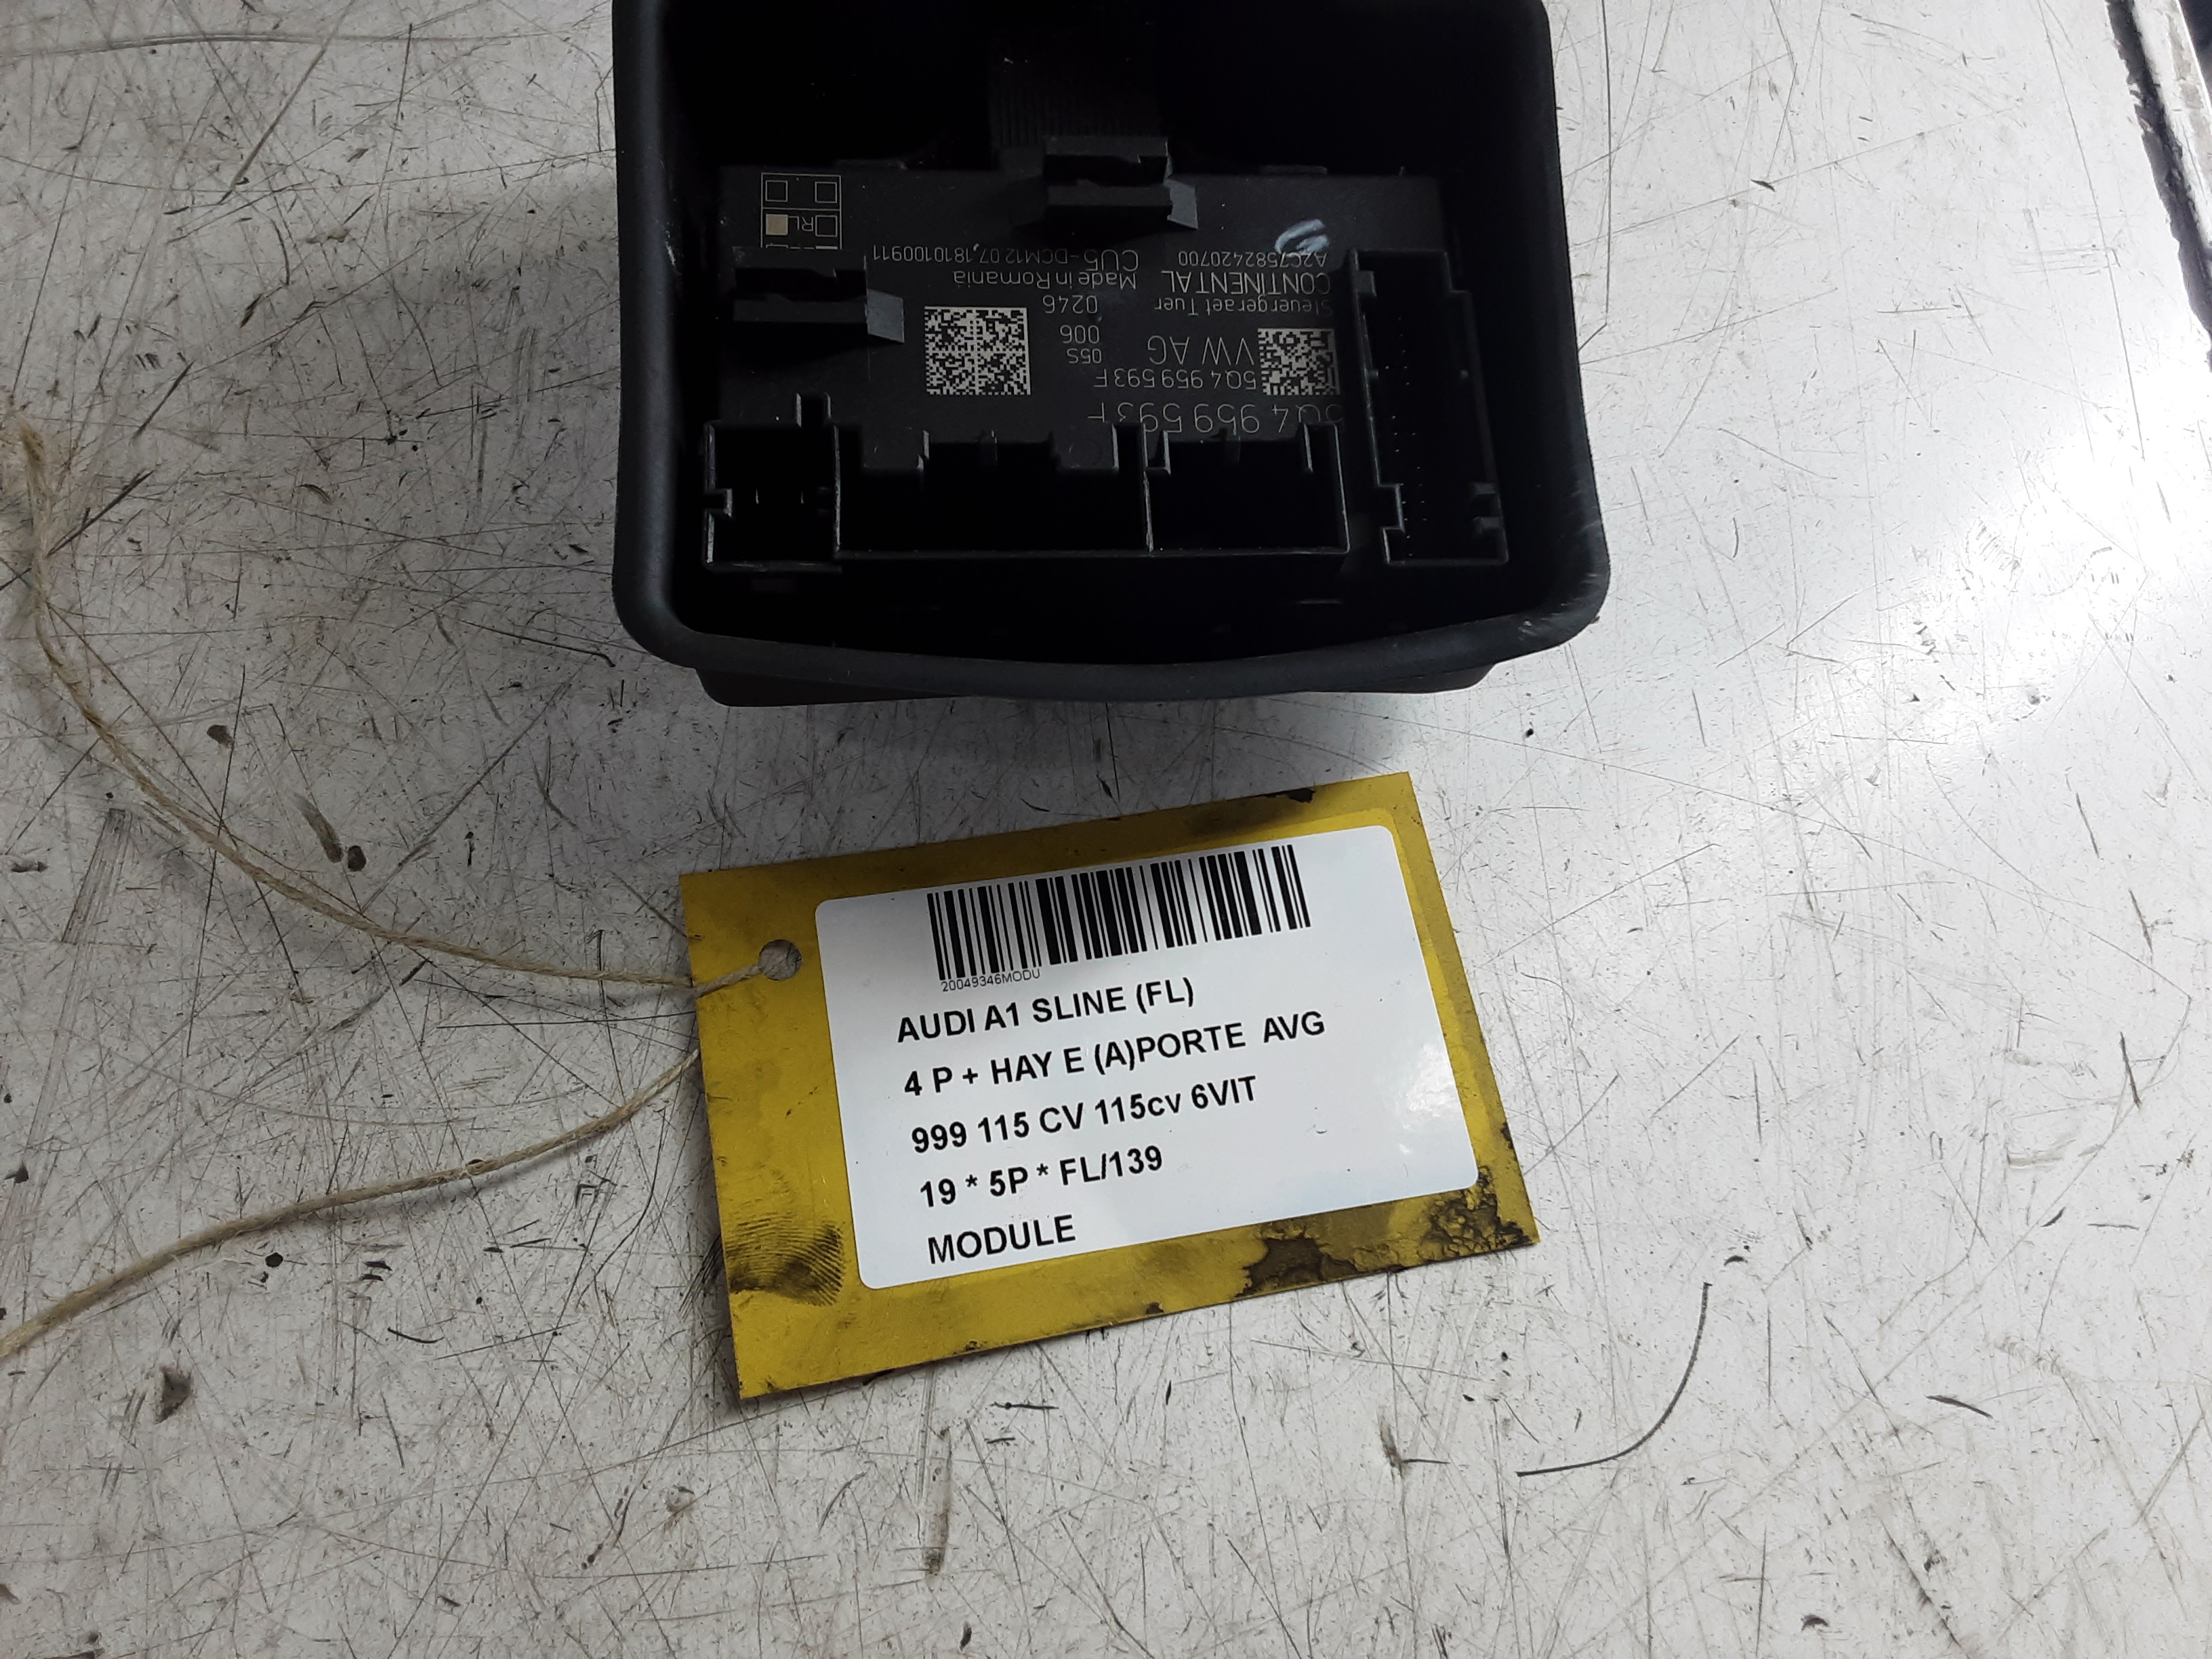 5Q4 959 593 F
5Q4 959 593 F
05S
VW AG
006
Steuergeraet Tuer
0246
CONTINENTAL
Made in Romania
A2C7582420700
CU5-DCM12 07,1810100911
RL
20049346MODU
AUDI A1 SLINE (FL)
4 P + HAY E (A)PORTE AVG
999 115 CV 115cv 6VIT
19 * 5P * FL/139
MODULE